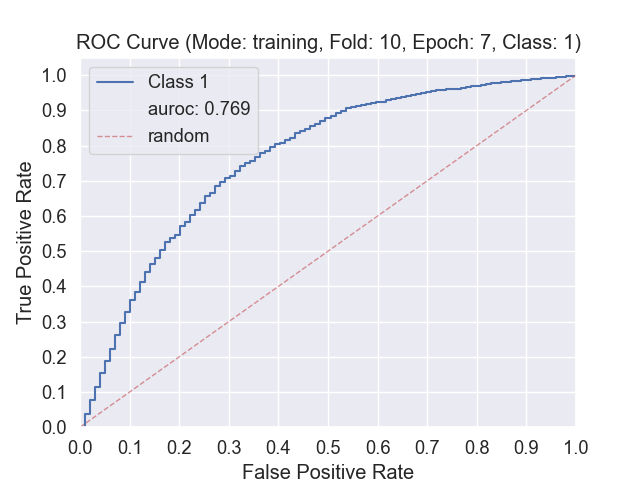 ROC Curve (Mode: training, Fold: 10, Epoch: 7, Class: 1)
Class 1
auroc: 0.769
random
True Positive Rate
1.0
0.9
0.8
0.7
0.6
0.5
0.4
0.3
0.2
0.1
0.0
0.0 0.1 0.2 0.3 0.4 0.5 0.6 0.7 0.8 0.9 1.0
False Positive Rate